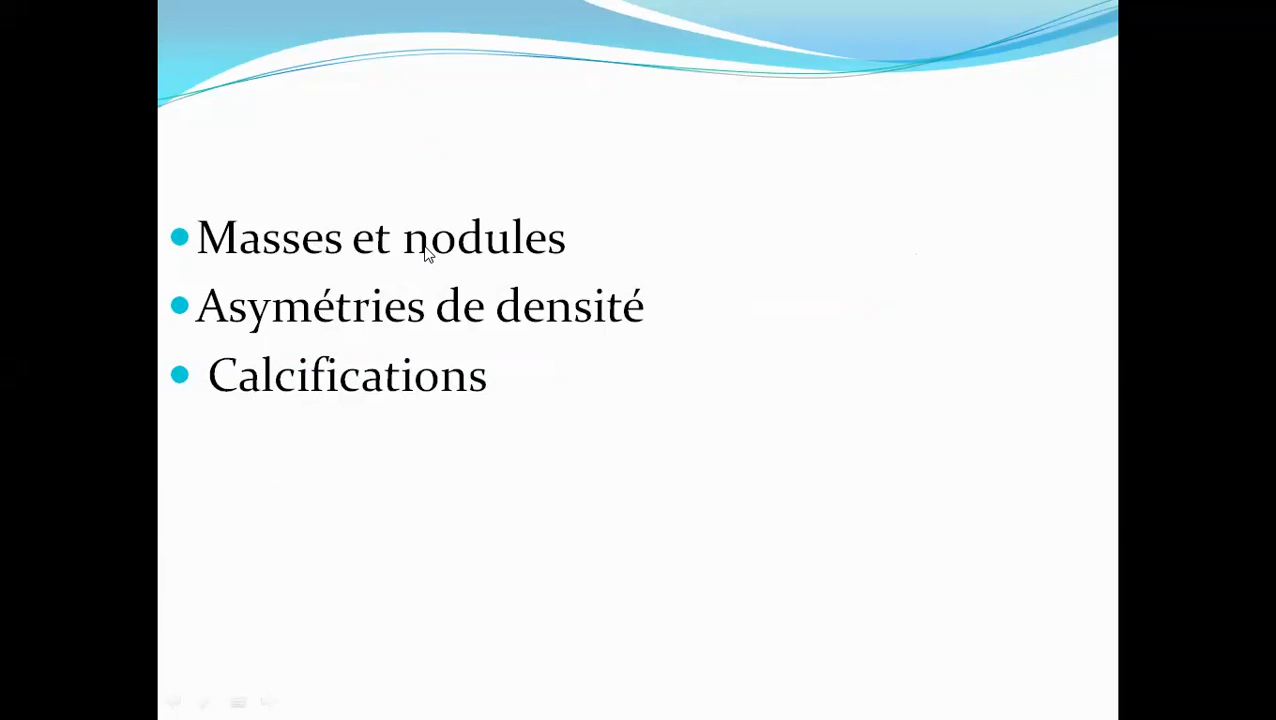 Masses et nodules
Asymétries de densité
Calcifications